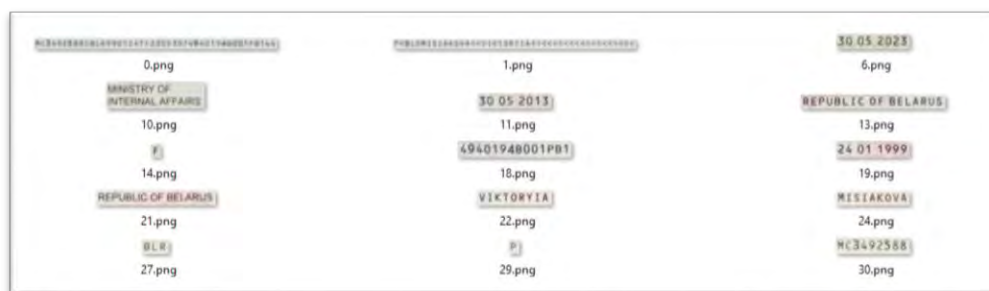 30 05 2023
0.png
1.png
6.png
MINISTRY OF
INTERNAL AFFAIRS
30 05 2013
REPUBLIC OF BELARUS
10.png
11.png
13.png
F
4940194B001PB1
24 01 1999
14.png
18.png
19.png
REPUBLIC OF BELARUS
VIKTORYIA
MISIAKOVA
21.png
22.png
24.png
BLR
P
MC3492588
27.png
29.png
30.png